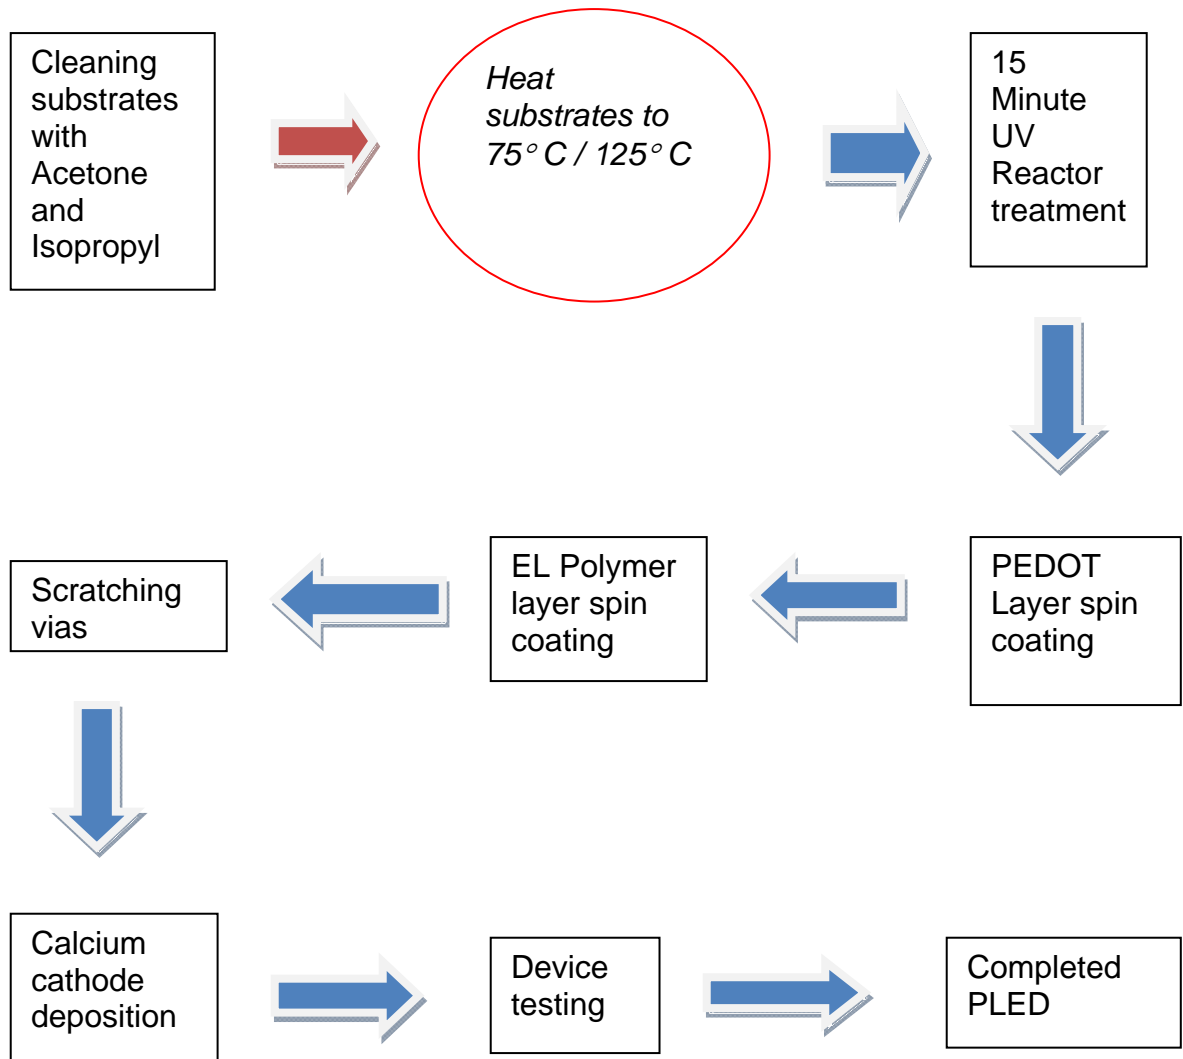 Cleaning
substrates
with
Acetone
and
Isopropyl
Heat
substrates to
75° C / 125° C
15
Minute
UV
Reactor
treatment
PEDOT
Layer spin
coating
EL Polymer
layer spin
coating
Scratching
vias
Calcium
cathode
deposition
Device
testing
Completed
PLED